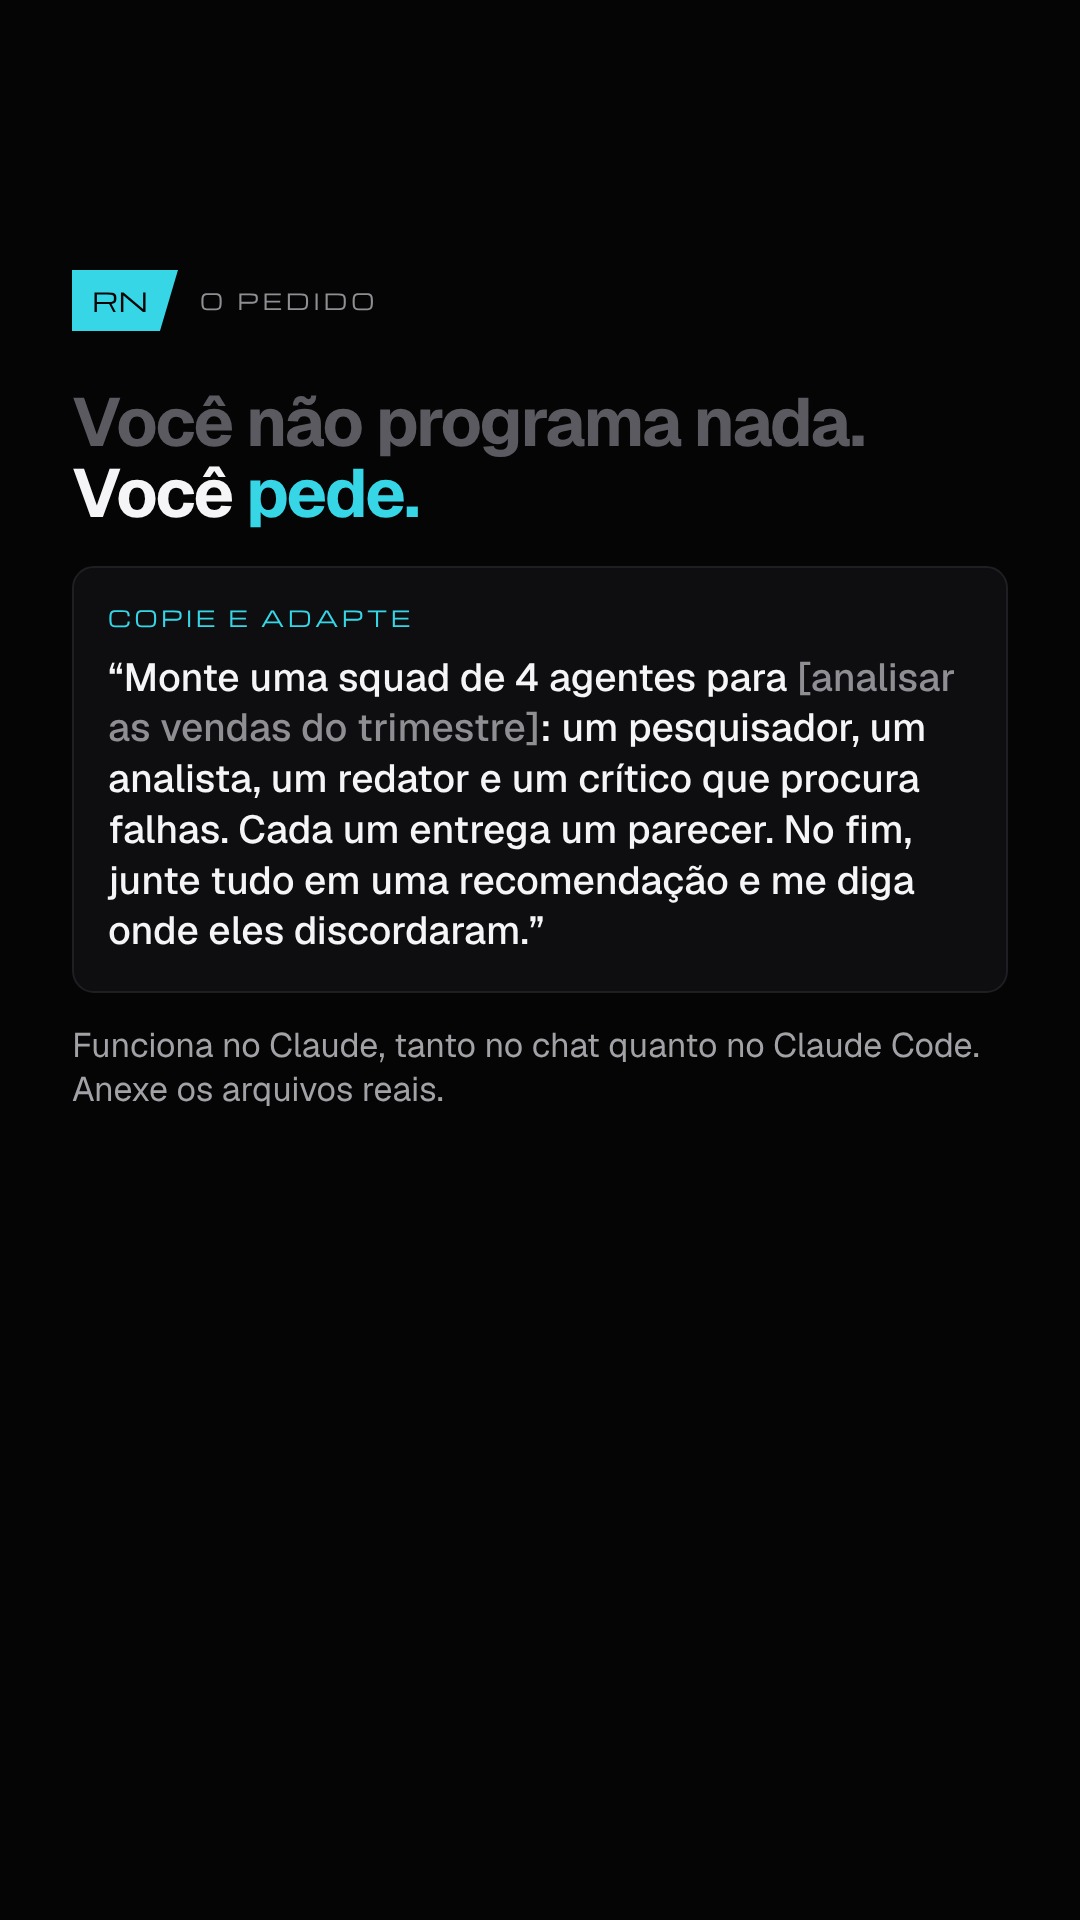 RN
O PEDIDO
Você não programa nada.
Você pede.
COPIE E ADAPTE
“Monte uma squad de 4 agentes para [analisar
as vendas do trimestre]: um pesquisador, um
analista, um redator e um crítico que procura
falhas. Cada um entrega um parecer. No fim,
junte tudo em uma recomendação e me diga
onde eles discordaram.”
Funciona no Claude, tanto no chat quanto no Claude Code.
Anexe os arquivos reais.